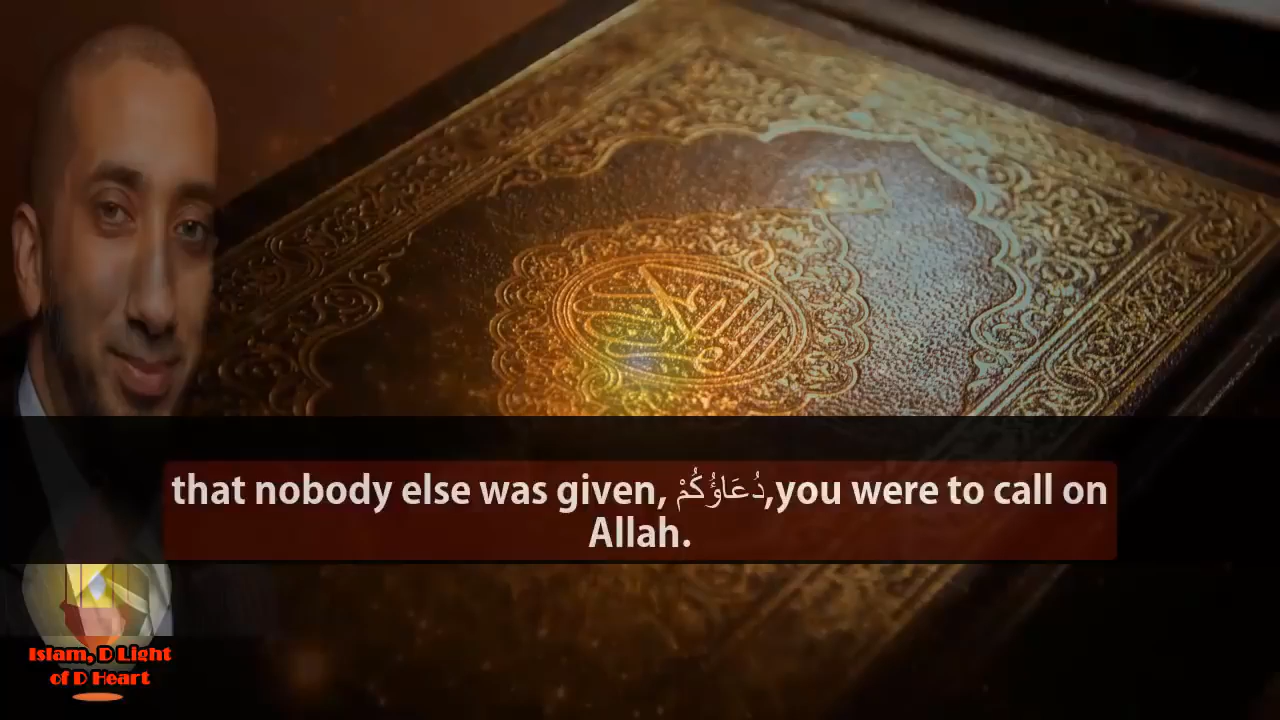 that nobody else was given, دُعَاؤُكُمْ,you were to call on
Allah.
Islam, D Light
of D Heart